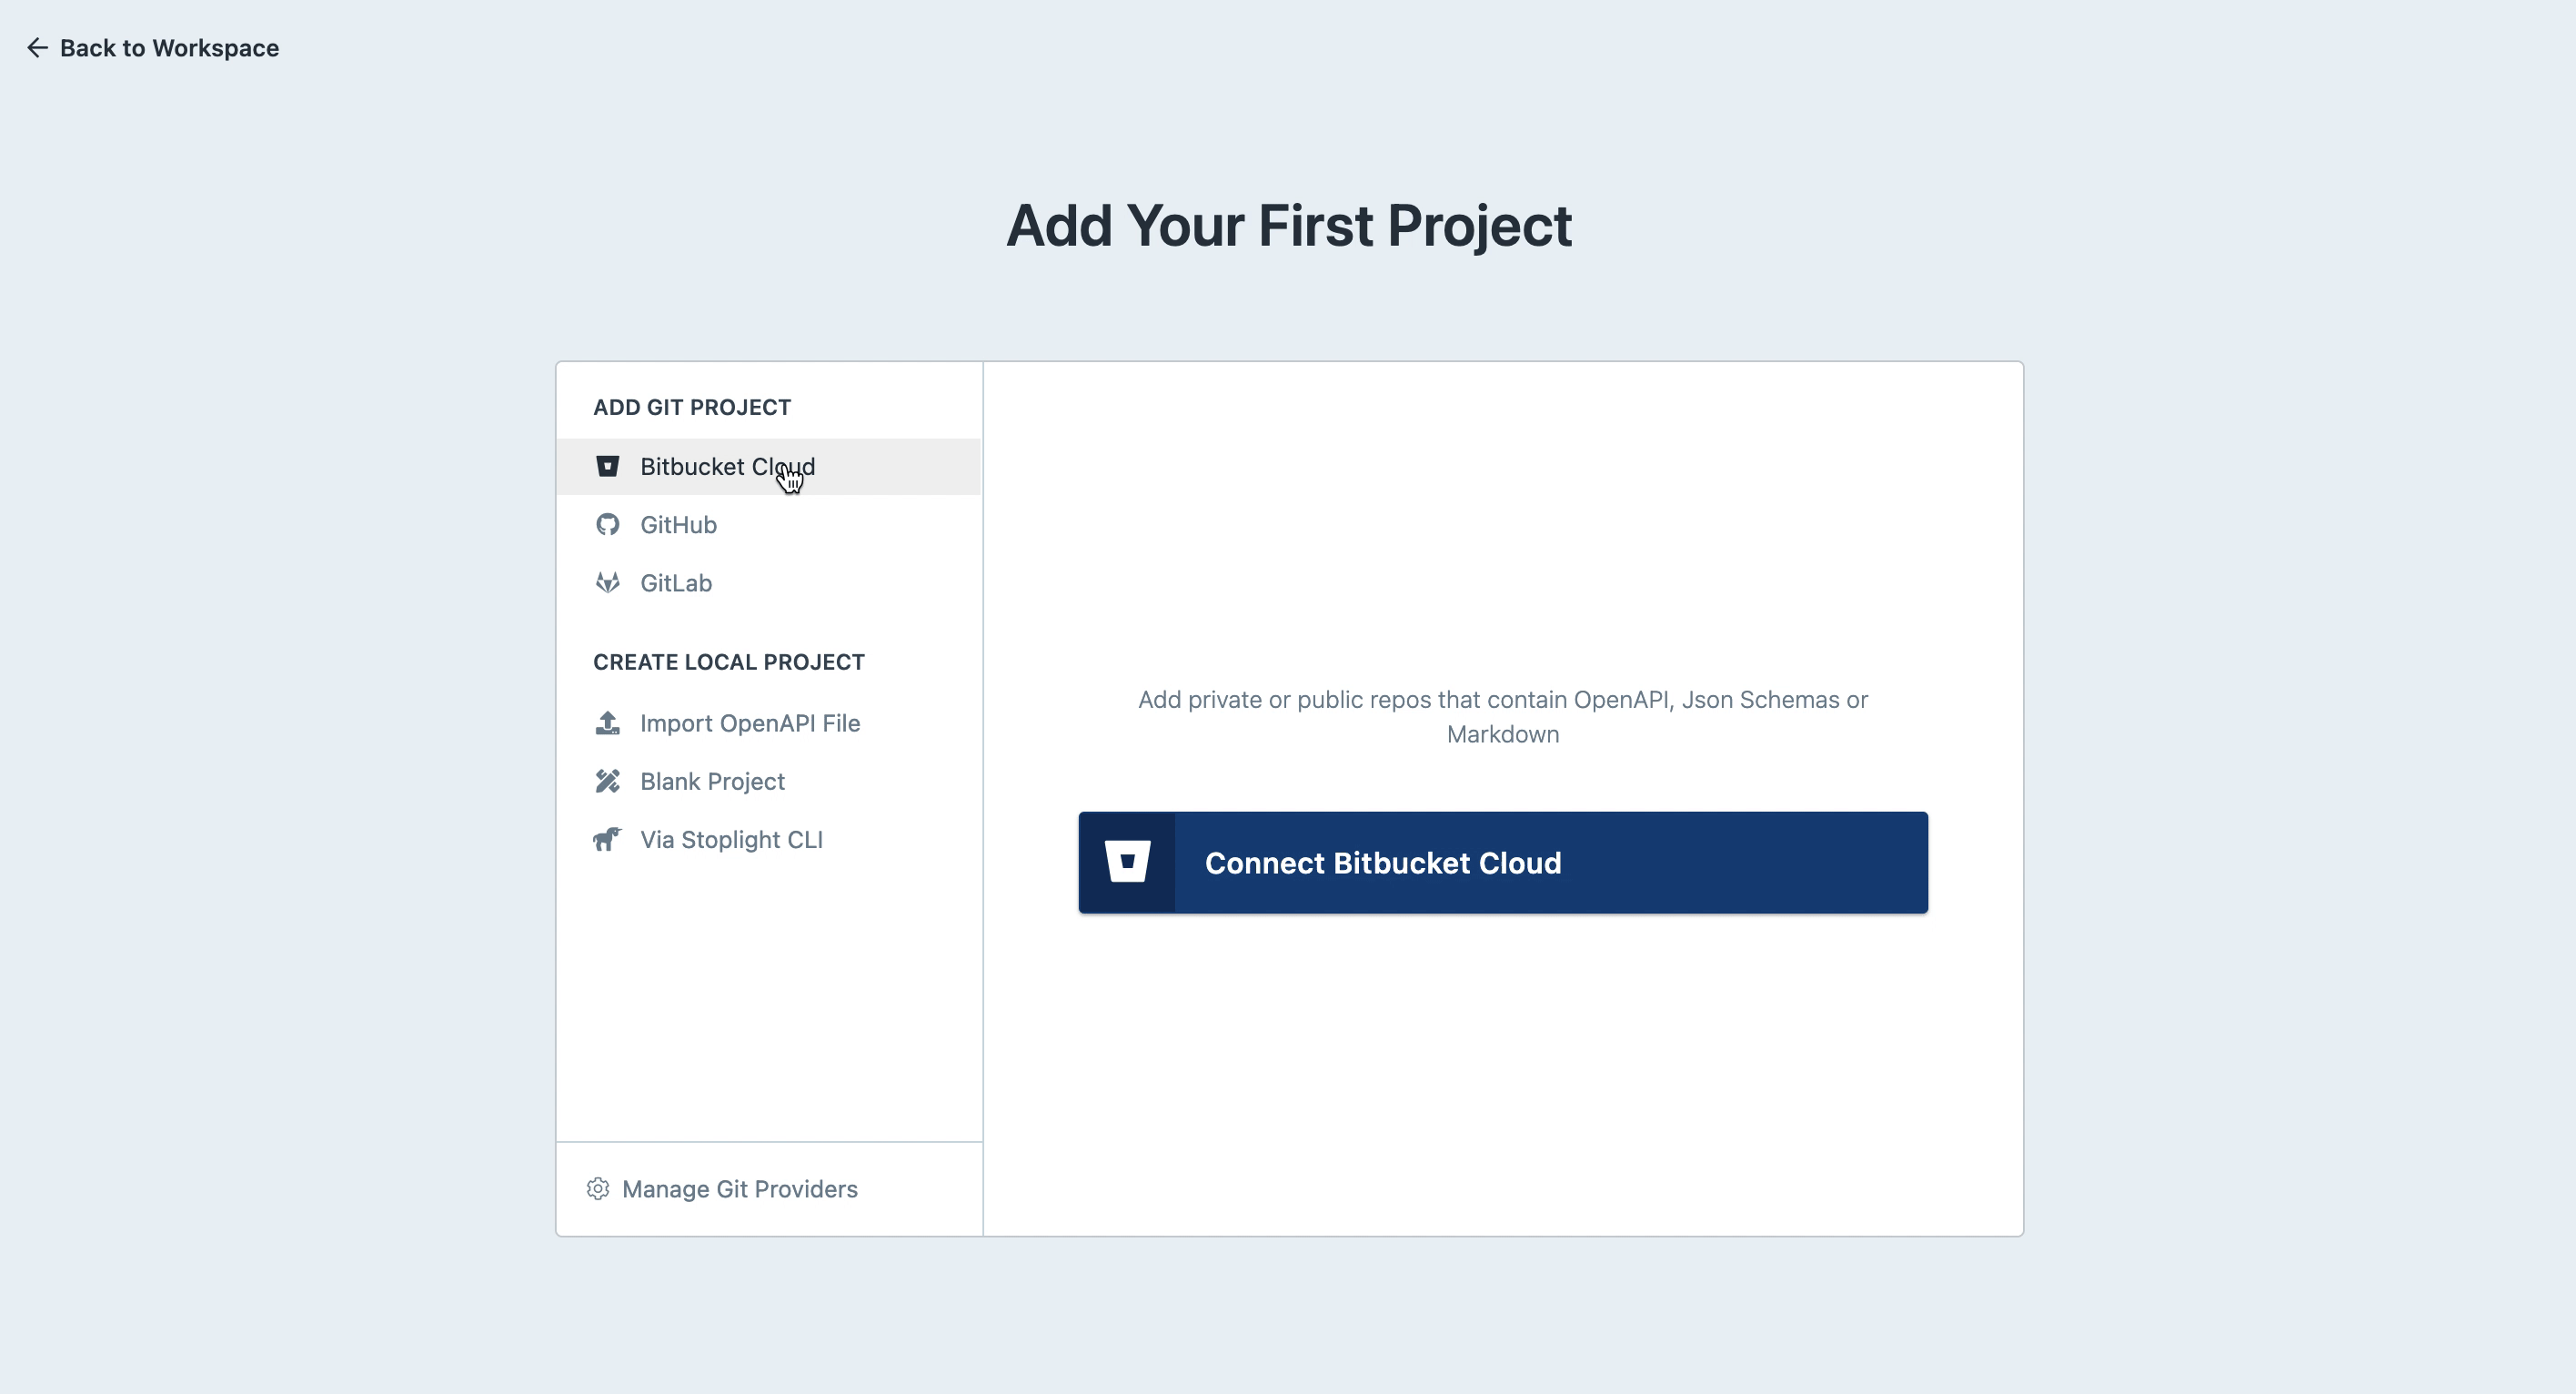 Back to Workspace
Add Your First Project
ADD GIT PROJECT
Bitbucket Cloud
GitHub
GitLab
CREATE LOCAL PROJECT
Import OpenAPI File
Blank Project
Via Stoplight CLI
Manage Git Providers
Add private or public repos that contain OpenAPI, Json Schemas or
Markdown
Connect Bitbucket Cloud